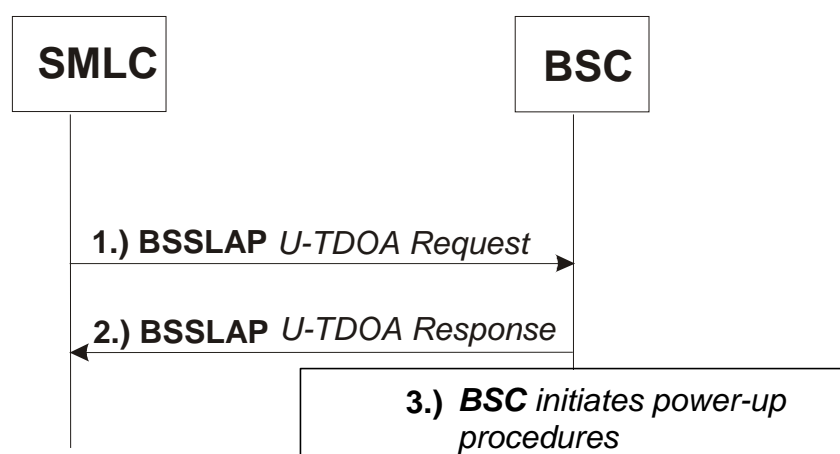 SMLC
BSC
1.) BSSLAP U-TDOA Request
2.) BSSLAP U-TDOA Response
3.) BSC initiates power-up
procedures